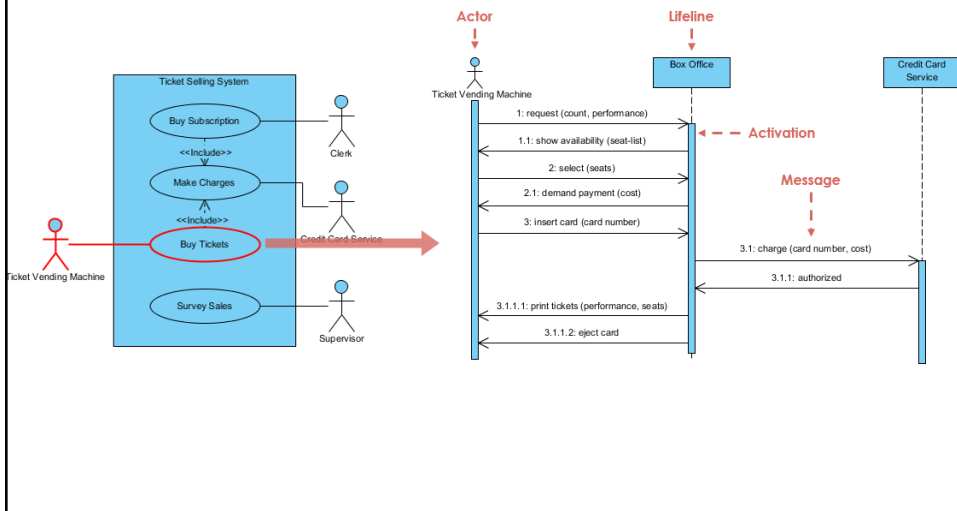 Actor
Lifeline
Ticket Selling System
Buy Subscription
<<Include>>
Clerk
Make Charges
<<Include>>
Credit Card Service
Buy Tickets
Ticket Vending Machine
Survey Sales
Supervisor
Ticket Vending Machine
Box Office
Credit Card
Service
1: request (count, performance)
Activation
1.1: show availability (seat-list)
2: select (seats)
Message
2.1: demand payment (cost)
3: insert card (card number)
3.1: charge (card number, cost)
3.1.1: authorized
3.1.1.1: print tickets (performance, seats)
3.1.1.2: eject card